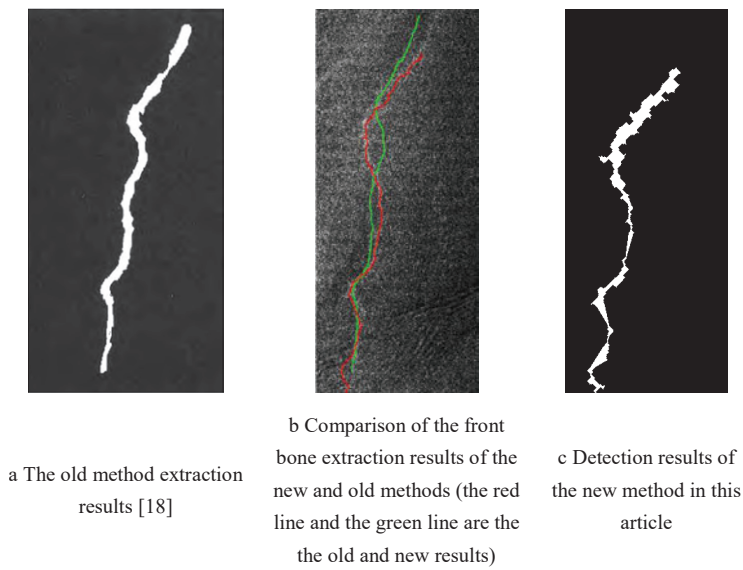 a The old method extraction
results [18]
b Comparison of the front
bone extraction results of the
new and old methods (the red
line and the green line are the
the old and new results)
c Detection results of
the new method in this
article